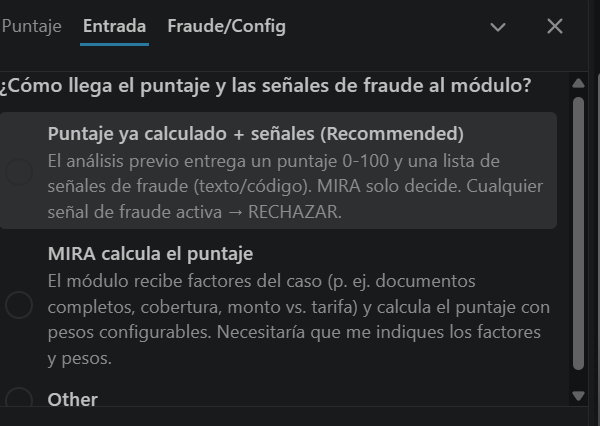 Puntaje Entrada Fraude/Config
¿Cómo llega el puntaje y las señales de fraude al módulo?
Puntaje ya calculado + señales (Recommended)
El análisis previo entrega un puntaje 0-100 y una lista de
señales de fraude (texto/código). MIRA solo decide. Cualquier
señal de fraude activa → RECHAZAR.
MIRA calcula el puntaje
El módulo recibe factores del caso (p. ej. documentos
completos, cobertura, monto vs. tarifa) y calcula el puntaje con
pesos configurables. Necesitaría que me indiques los factores
y pesos.
Other